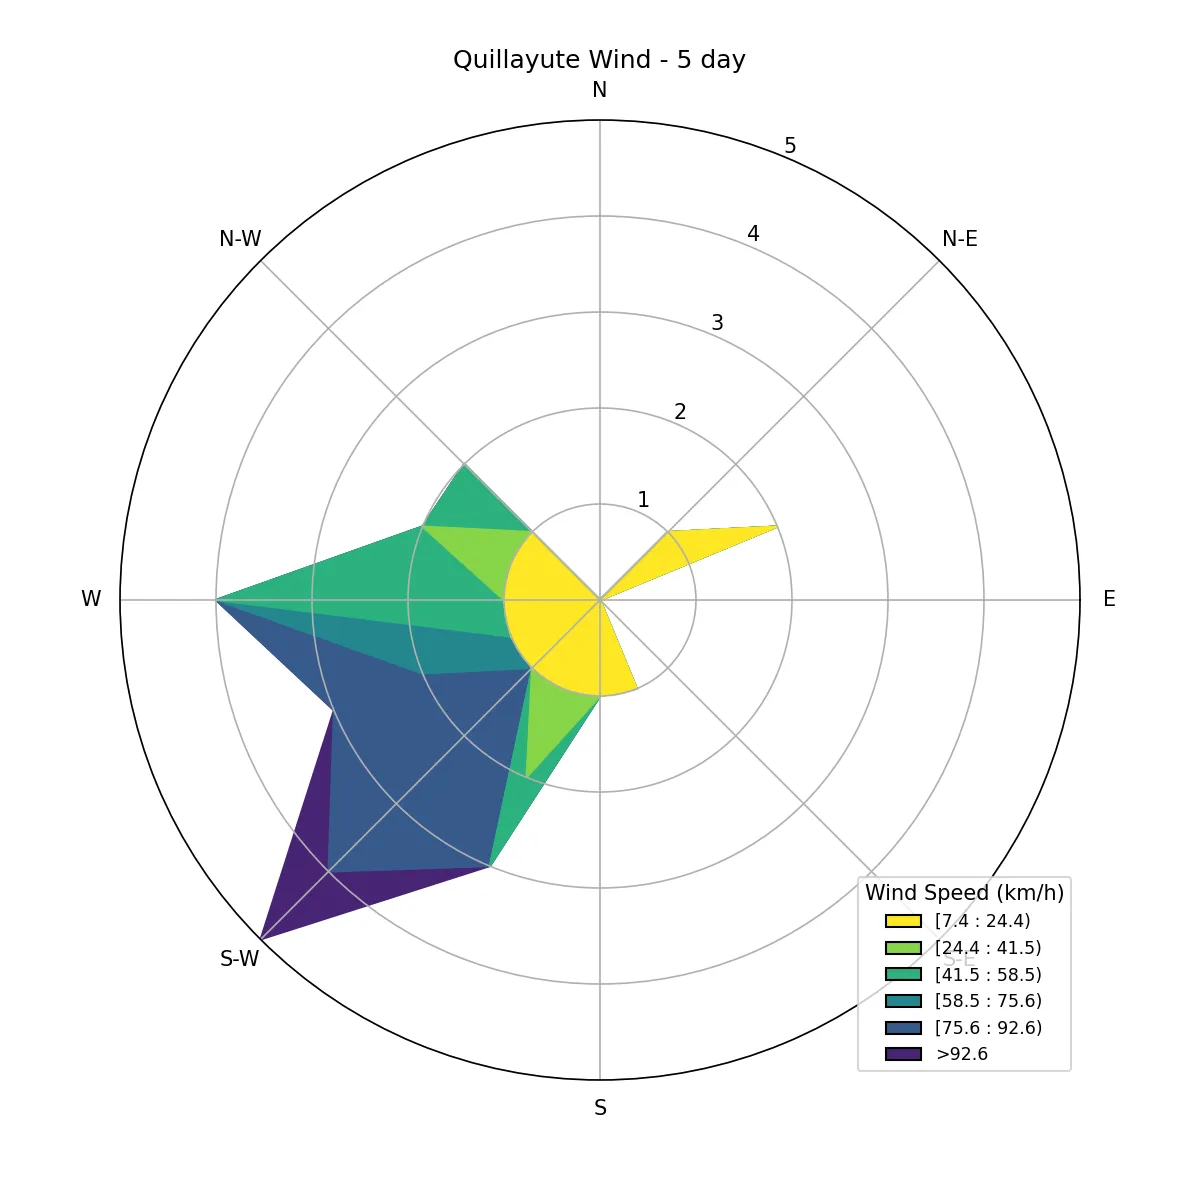 Quillayute Wind - 5 day
N
5
N-W
4
N-E
3
2
1
W
E
Wind Speed (km/h)
[7.4 : 24.4)
[24.4 : 41.5)
S-W
S-E
[41.5 : 58.5)
[58.5 : 75.6)
[75.6 : 92.6)
>92.6
S